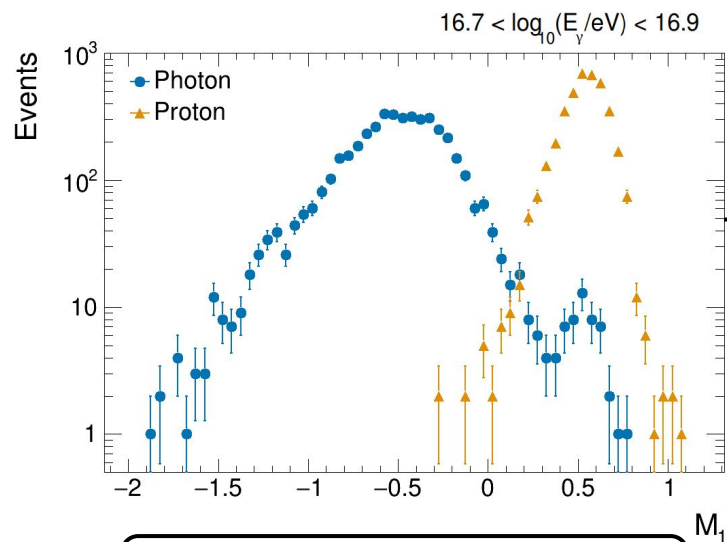 16.7 < log₁₀(Eᵧ/eV) < 16.9
Events
10³
10²
10
1
Photon
Proton
−2 −1.5 −1 −0.5 0 0.5 1
M₁